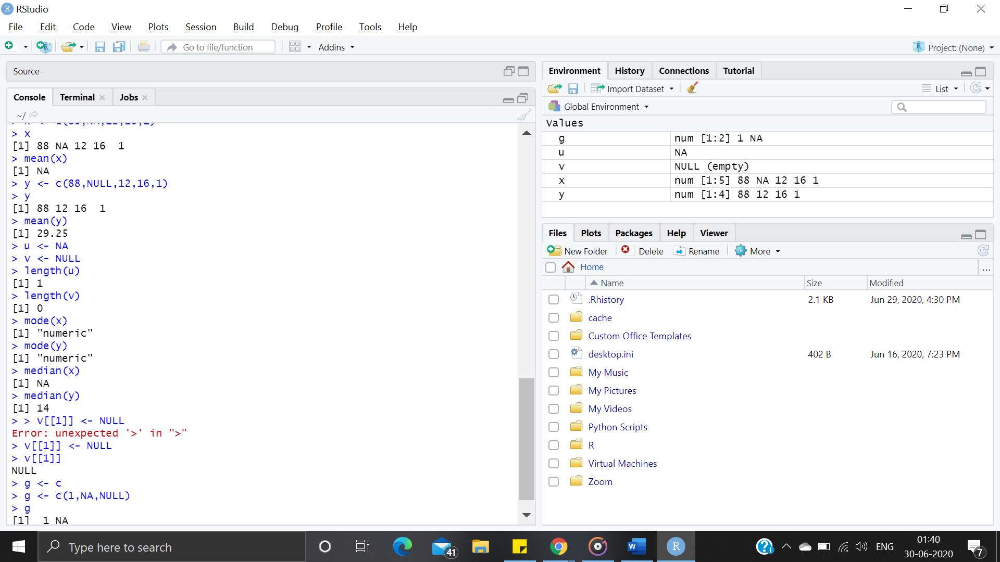 RStudio
File Edit Code View Plots Session Build Debug Profile Tools Help
Go to file/function Addins Project: (None)
Source
Console Terminal Jobs
~/
> x
[1] 88 NA 12 16  1
> mean(x)
[1] NA
> y <- c(88,NULL,12,16,1)
> y
[1] 88 12 16  1
> mean(y)
[1] 29.25
> u <- NA
> v <- NULL
> length(u)
[1] 1
> length(v)
[1] 0
> mode(x)
[1] "numeric"
> mode(y)
[1] "numeric"
> median(x)
[1] NA
> median(y)
[1] 14
> > v[[1]] <- NULL
Error: unexpected '>' in ">"
> v[[1]] <- NULL
> v[[1]]
NULL
> g <- c
> g <- c(1,NA,NULL)
> g
[1]  1 NA
Environment History Connections Tutorial
Import Dataset List
Global Environment
Values
g num [1:2] 1 NA
u NA
v NULL (empty)
x num [1:5] 88 NA 12 16 1
y num [1:4] 88 12 16 1
Files Plots Packages Help Viewer
New Folder Delete Rename More
Home ...
Name Size Modified
.Rhistory 2.1 KB Jun 29, 2020, 4:30 PM
cache
Custom Office Templates
desktop.ini 402 B Jun 16, 2020, 7:23 PM
My Music
My Pictures
My Videos
Python Scripts
R
Virtual Machines
Zoom
Type here to search 41 ENG 01:40
30-06-2020 7